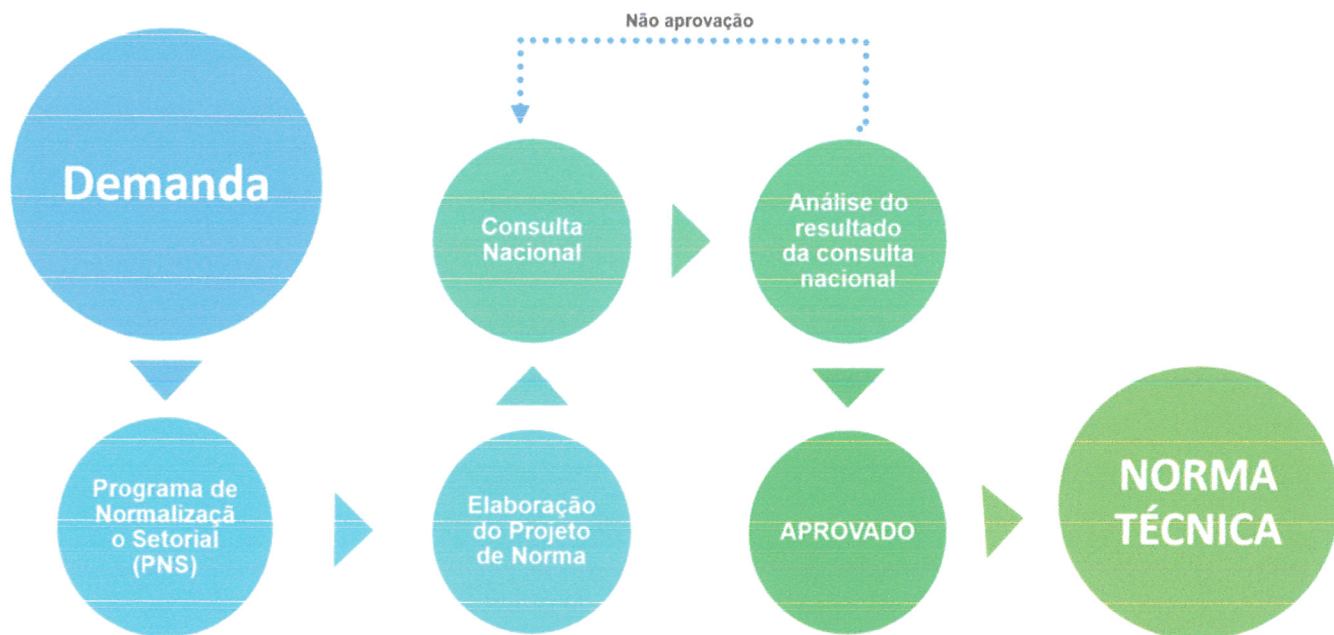 Não aprovação
Demanda
Consulta
Nacional
Análise do
resultado
da consulta
nacional
Programa de
Normalizaçã
o Setorial
(PNS)
Elaboração
do Projeto
de Norma
APROVADO
NORMA
TÉCNICA